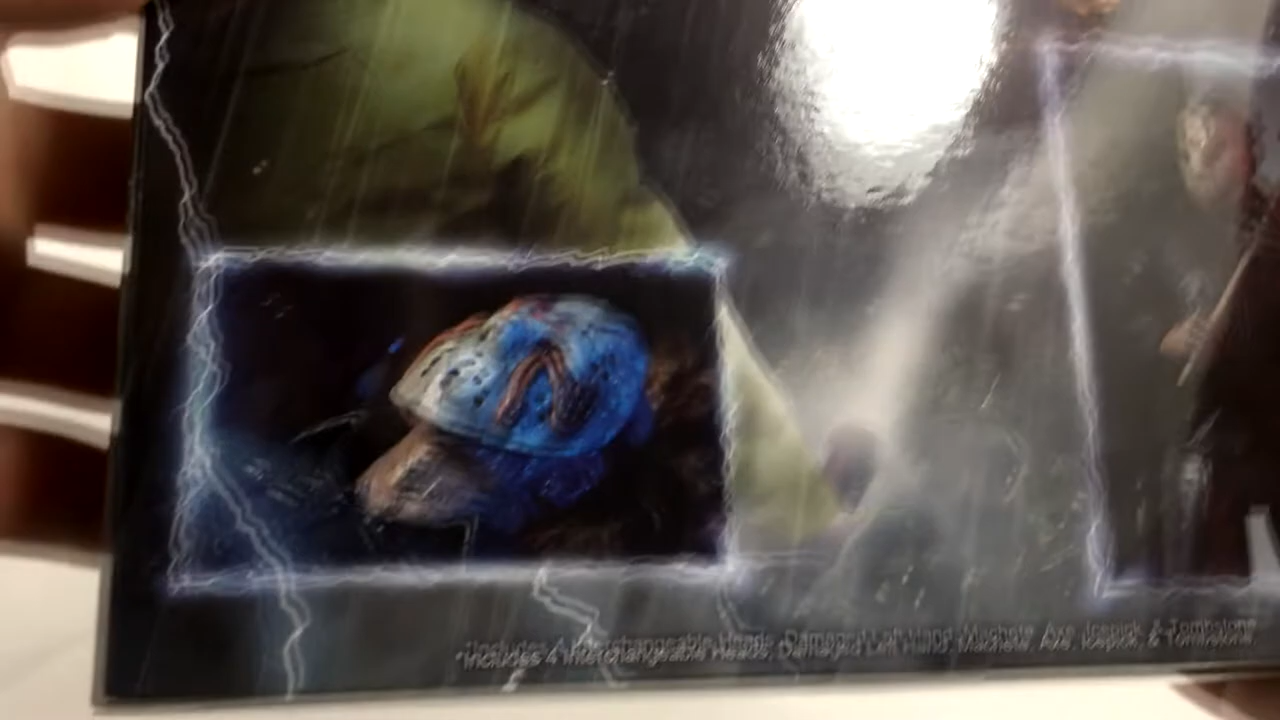 *Includes 4 Interchangeable Heads, Damaged Left Hand, Machete, Axe, Icepick, & Tombstone.